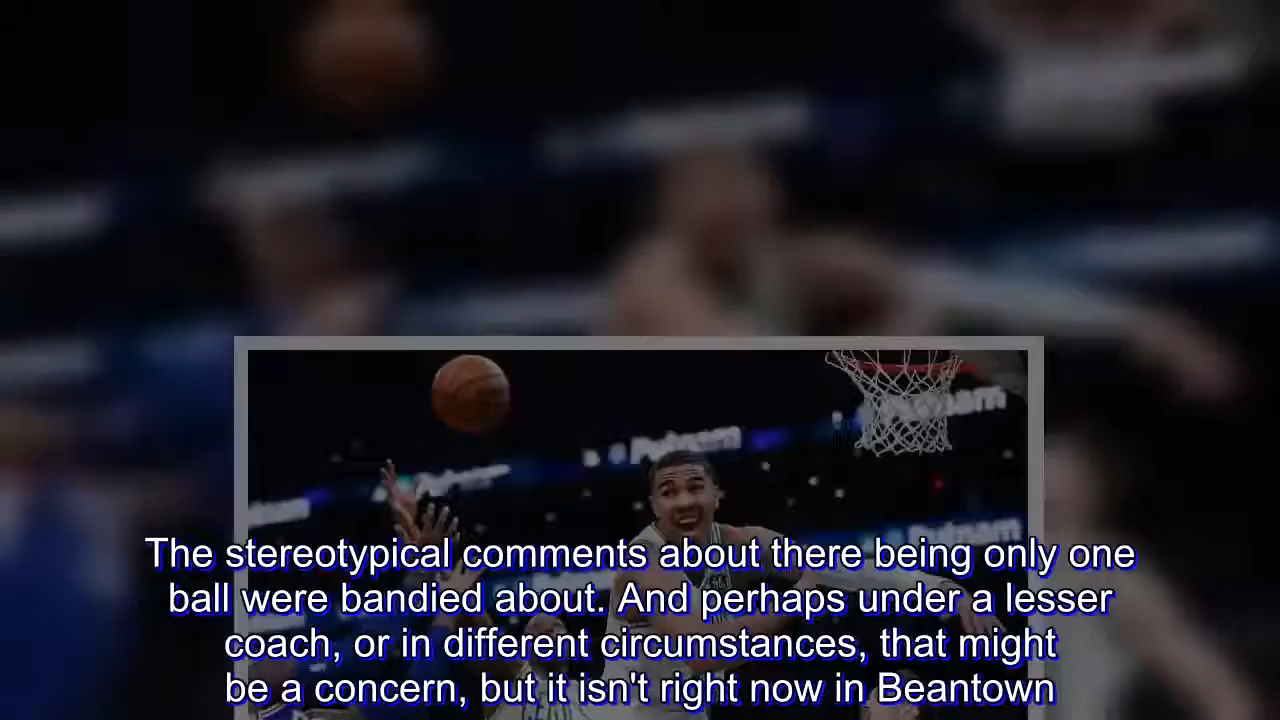 Putnam
The stereotypical comments about there being only one
ball were bandied about. And perhaps under a lesser
coach, or in different circumstances, that might
be a concern, but it isn't right now in Beantown